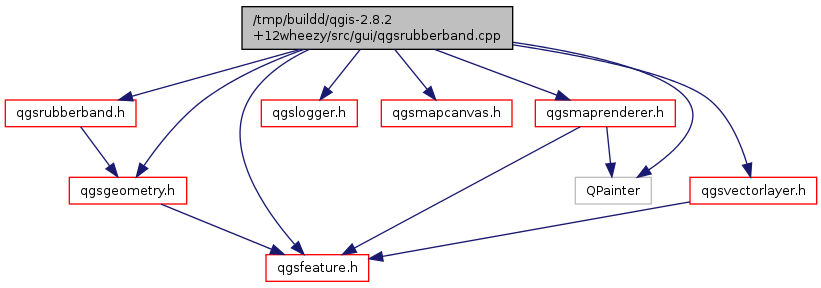 /tmp/buildd/qgis-2.8.2
+12wheezy/src/gui/qgsrubberband.cpp
qgsrubberband.h
qgslogger.h
qgsmapcanvas.h
qgsmaprenderer.h
qgsgeometry.h
QPainter
qgsvectorlayer.h
qgsfeature.h